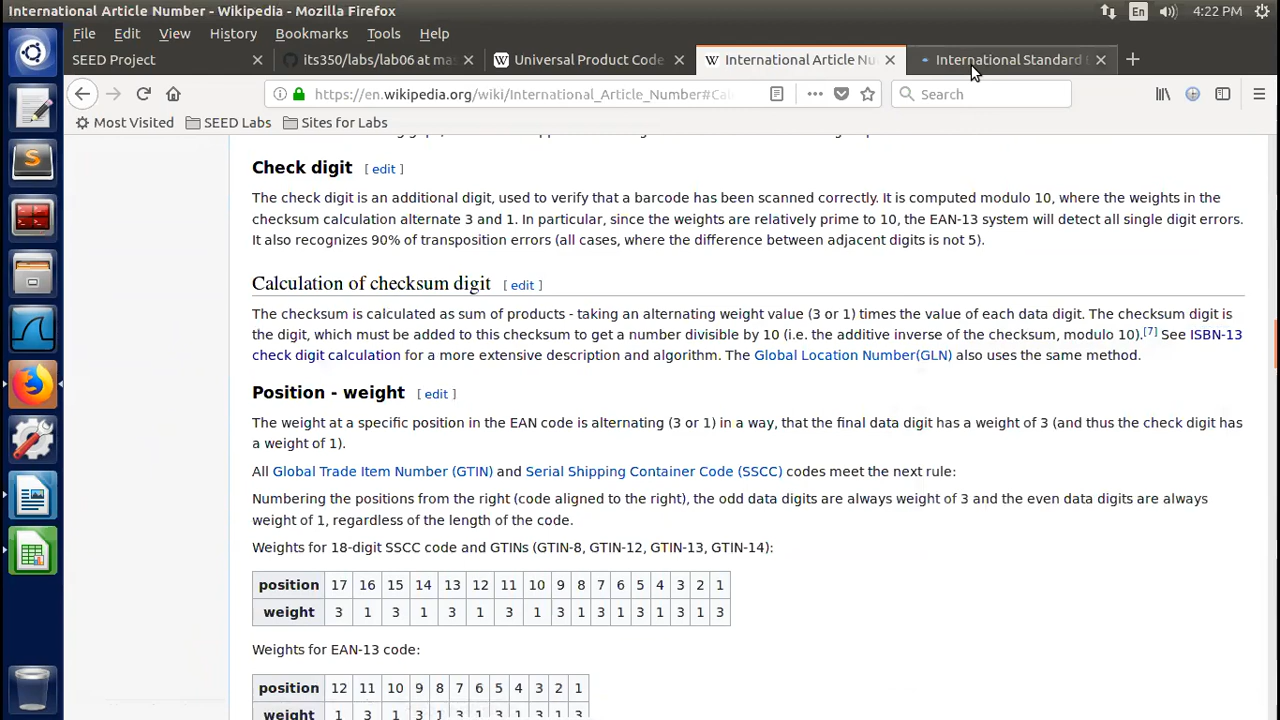 International Article Number - Wikipedia - Mozilla Firefox
En
4:22 PM
File Edit View History Bookmarks Tools Help
SEED Project
its350/labs/lab06 at mas
Universal Product Code
International Article Nu
International Standard
https://en.wikipedia.org/wiki/International_Article_Number#Cal
Search
Most Visited SEED Labs Sites for Labs
Check digit [ edit ]
The check digit is an additional digit, used to verify that a barcode has been scanned correctly. It is computed modulo 10, where the weights in the
checksum calculation alternate 3 and 1. In particular, since the weights are relatively prime to 10, the EAN-13 system will detect all single digit errors.
It also recognizes 90% of transposition errors (all cases, where the difference between adjacent digits is not 5).
Calculation of checksum digit [ edit ]
The checksum is calculated as sum of products - taking an alternating weight value (3 or 1) times the value of each data digit. The checksum digit is
the digit, which must be added to this checksum to get a number divisible by 10 (i.e. the additive inverse of the checksum, modulo 10).[7] See ISBN-13
check digit calculation for a more extensive description and algorithm. The Global Location Number(GLN) also uses the same method.
Position - weight [ edit ]
The weight at a specific position in the EAN code is alternating (3 or 1) in a way, that the final data digit has a weight of 3 (and thus the check digit has
a weight of 1).
All Global Trade Item Number (GTIN) and Serial Shipping Container Code (SSCC) codes meet the next rule:
Numbering the positions from the right (code aligned to the right), the odd data digits are always weight of 3 and the even data digits are always
weight of 1, regardless of the length of the code.
Weights for 18-digit SSCC code and GTINs (GTIN-8, GTIN-12, GTIN-13, GTIN-14):
position 17 16 15 14 13 12 11 10 9 8 7 6 5 4 3 2 1
weight 3 1 3 1 3 1 3 1 3 1 3 1 3 1 3 1 3
Weights for EAN-13 code:
position 12 11 10 9 8 7 6 5 4 3 2 1
weight 1 3 1 3 1 3 1 3 1 3 1 3